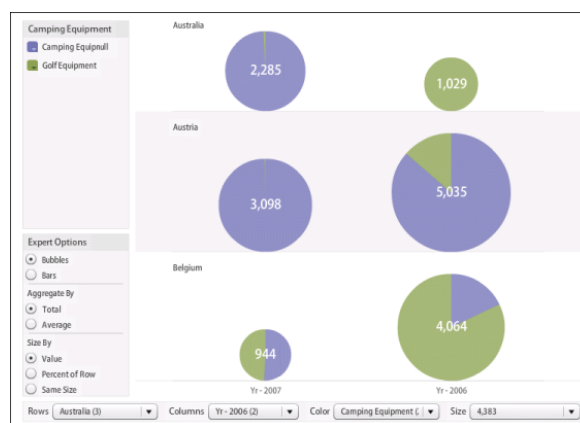 Camping Equipment
Camping Equipnull
Golf Equipment
Australia
2,285
1,029
Austria
3,098
5,035
Belgium
944
4,064
Yr - 2007
Yr - 2006
Expert Options
Bubbles
Bars
Aggregate By
Total
Average
Size By
Value
Percent of Row
Same Size
Rows Australia (3) Columns Yr - 2006 (2) Color Camping Equipment (. Size 4,383